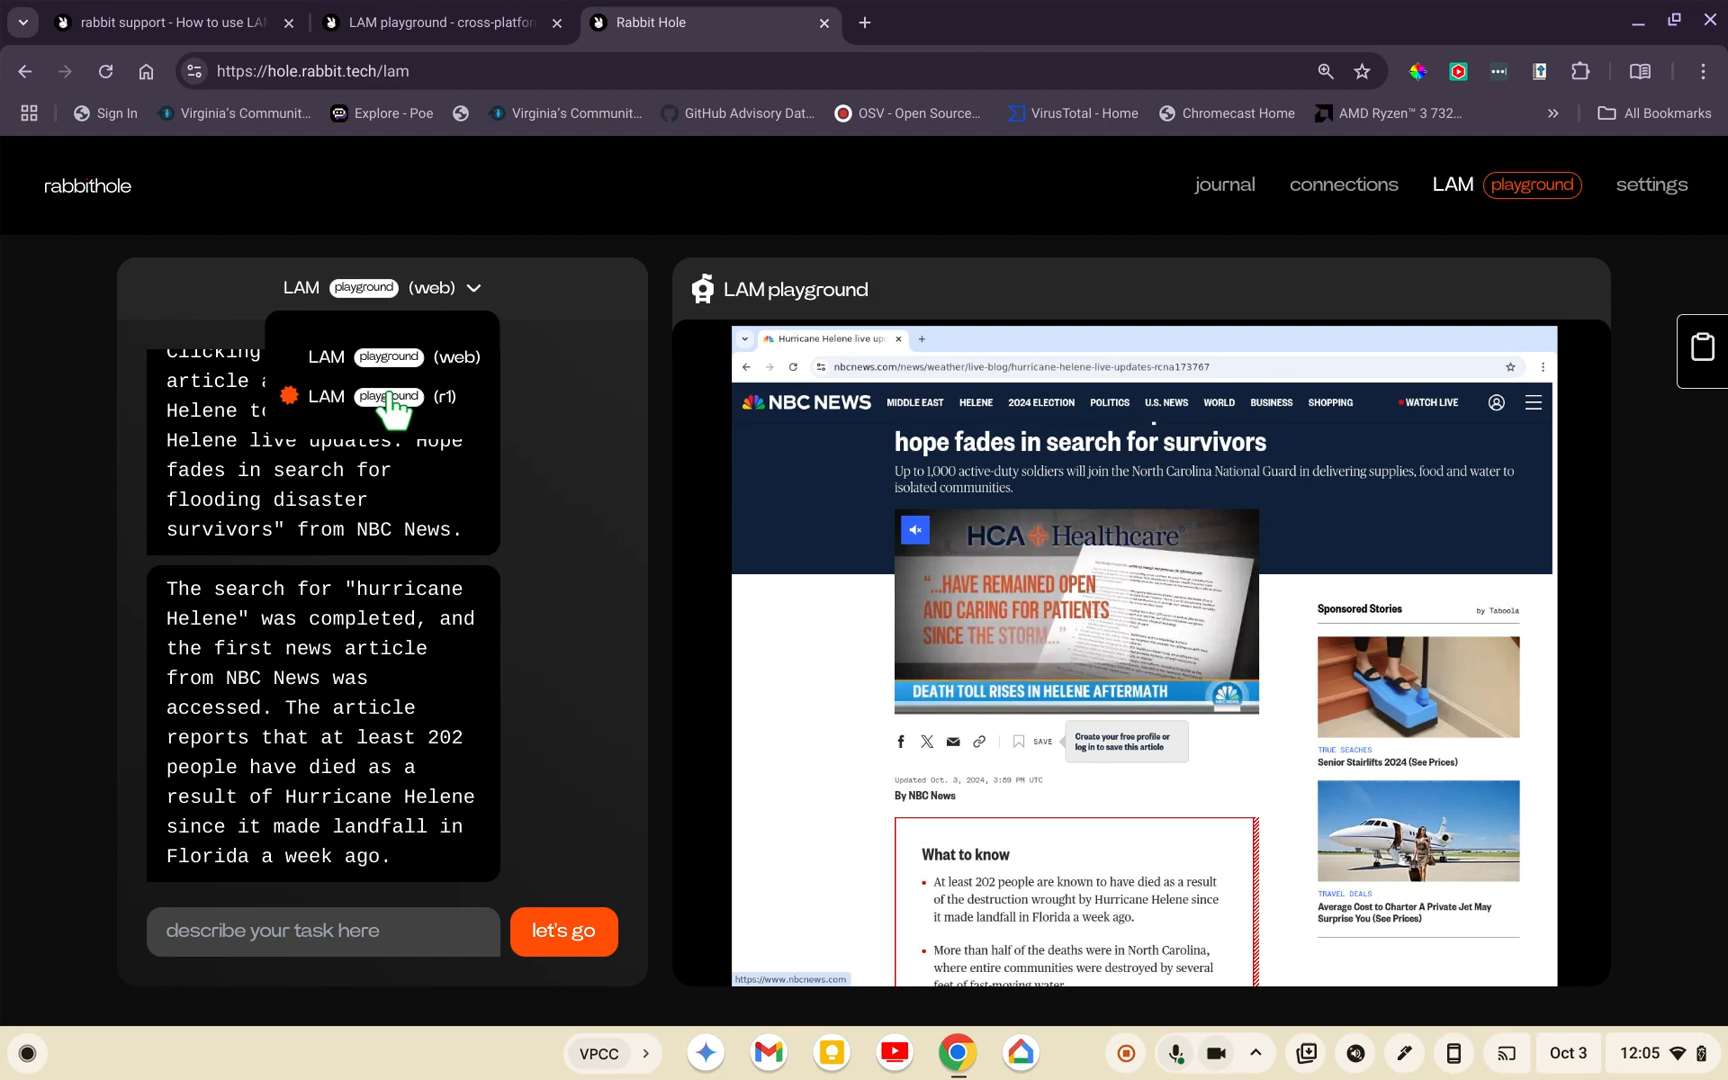 rabbit support - How to use LAM
LAM playground - cross-platfor
Rabbit Hole
https://hole.rabbit.tech/lam
Sign In
Virginia's Communit...
Explore - Poe
Virginia's Communit...
GitHub Advisory Dat...
OSV - Open Source...
VirusTotal - Home
Chromecast Home
AMD Ryzen™ 3 732...
All Bookmarks
rabbithole
journal
connections
LAM playground
settings
LAM playground (web)
LAM playground (web)
LAM playground (r1)
Clicking
article a
Helene to
Helene live updates: Hope
fades in search for
flooding disaster
survivors" from NBC News.
The search for "hurricane
Helene" was completed, and
the first news article
from NBC News was
accessed. The article
reports that at least 202
people have died as a
result of Hurricane Helene
since it made landfall in
Florida a week ago.
describe your task here
let's go
LAM playground
Hurricane Helene live upd
nbcnews.com/news/weather/live-blog/hurricane-helene-live-updates-rcna173767
NBC NEWS
MIDDLE EAST
HELENE
2024 ELECTION
POLITICS
U.S. NEWS
WORLD
BUSINESS
SHOPPING
WATCH LIVE
hope fades in search for survivors
Up to 1,000 active-duty soldiers will join the North Carolina National Guard in delivering supplies, food and water to
isolated communities.
HCA Healthcare
"...HAVE REMAINED OPEN
AND CARING FOR PATIENTS
SINCE THE STORM..."
DEATH TOLL RISES IN HELENE AFTERMATH
SAVE
Create your free profile or
log in to save this article
Updated Oct. 3, 2024, 3:59 PM UTC
By NBC News
What to know
At least 202 people are known to have died as a result
of the destruction wrought by Hurricane Helene since
it made landfall in Florida a week ago.
More than half of the deaths were in North Carolina,
where entire communities were destroyed by several
feet of fast-moving water.
https://www.nbcnews.com
Sponsored Stories
by Taboola
TRUE SEACHES
Senior Stairlifts 2024 (See Prices)
TRAVEL DEALS
Average Cost to Charter A Private Jet May
Surprise You (See Prices)
VPCC
Oct 3
12:05